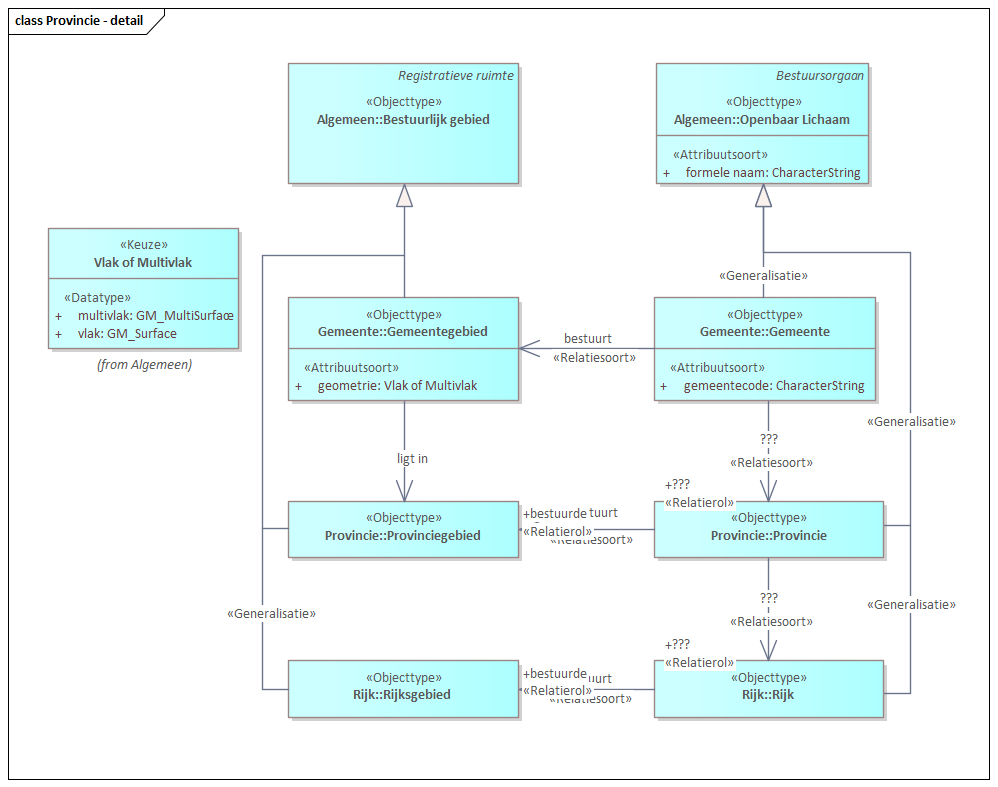 class Provincie - detail
Registratieve ruimte
«Objecttype»
Algemeen::Bestuurlijk gebied
Bestuursorgaan
«Objecttype»
Algemeen::Openbaar Lichaam
«Attribuutsoort»
+ formele naam: CharacterString
«Keuze»
Vlak of Multivlak
«Datatype»
+ multivlak: GM_MultiSurface
+ vlak: GM_Surface
(from Algemeen)
«Generalisatie»
«Objecttype»
Gemeente::Gemeentegebied
«Attribuutsoort»
+ geometrie: Vlak of Multivlak
bestuurt
«Relatiesoort»
«Objecttype»
Gemeente::Gemeente
«Attribuutsoort»
+ gemeentecode: CharacterString
«Generalisatie»
ligt in
???
«Relatiesoort»
+???
«Relatierol»
«Objecttype»
Provincie::Provinciegebied
+bestuurde
«Relatierol»
«Relatiesoort»
«Objecttype»
Provincie::Provincie
«Generalisatie»
???
«Relatiesoort»
«Generalisatie»
+???
«Relatierol»
«Objecttype»
Rijk::Rijksgebied
+bestuurde
«Relatierol»
«Relatiesoort»
«Objecttype»
Rijk::Rijk